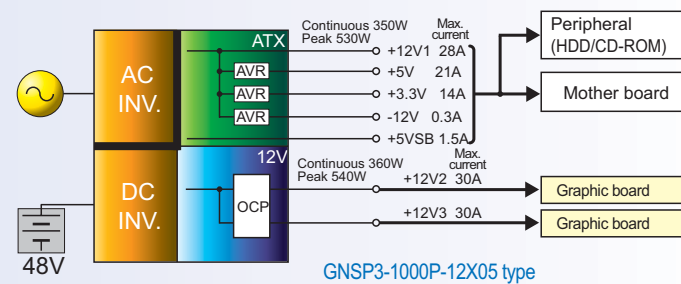 AC
INV.
ATX
Continuous 350W
Peak 530W
Max.
current
+12V1 28A
AVR
+5V 21A
AVR
+3.3V 14A
AVR
-12V 0.3A
+5VSB 1.5A
Peripheral
(HDD/CD-ROM)
Mother board
DC
INV.
12V
OCP
Continuous 360W
Peak 540W
Max.
current
+12V2 30A
+12V3 30A
Graphic board
Graphic board
48V
GNSP3-1000P-12X05 type